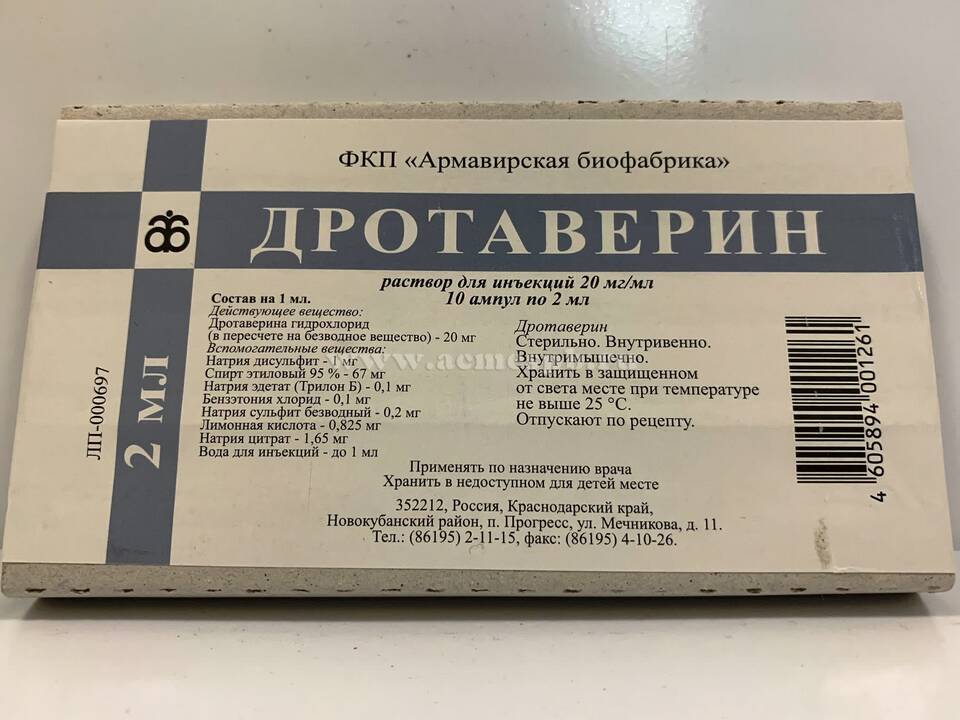 ФКП «Армавирская биофабрика»
ДРОТАВЕРИН
раствор для инъекций 20 мг/мл
10 ампул по 2 мл
Состав на 1 мл.
Действующее вещество:
Дротаверина гидрохлорид
(в пересчете на безводное вещество) - 20 мг
Вспомогательные вещества:
Натрия дисульфит - мг
Спирт этиловый 95 % - 67 мг
Натрия эдетат (Трилон Б) - 0,1 мг
Бензэтония хлорид - 0,1 мг
Натрия сульфит безводный - 0,2 мг
Лимонная кислота - 0,825 мг
Натрия цитрат - 1,65 мг
Вода для инъекций - до 1 мл
Дротаверин
Стерильно. Внутривенно.
Внутримышечно.
Хранить в защищенном
от света месте при температуре
не выше 25 °С.
Отпускают по рецепту.
Применять по назначению врача
Хранить в недоступном для детей месте
352212, Россия, Краснодарский край,
Новокубанский район, п. Прогресс, ул. Мечникова, д. 11.
Тел.: (86195) 2-11-15, факс: (86195) 4-10-26.
ЛП-000697
2 мл
4 605894 001261